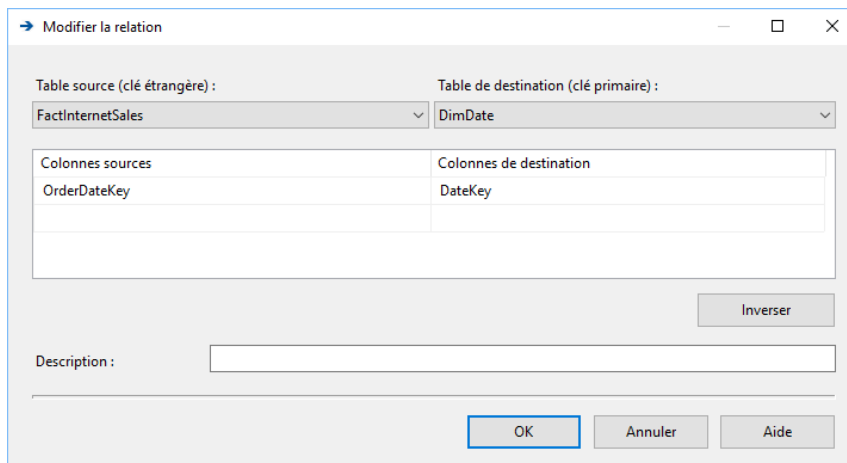 Modifier la relation
Table source (clé étrangère) : Table de destination (clé primaire) :
FactInternetSales DimDate
Colonnes sources Colonnes de destination
OrderDateKey DateKey
Inverser
Description :
OK Annuler Aide